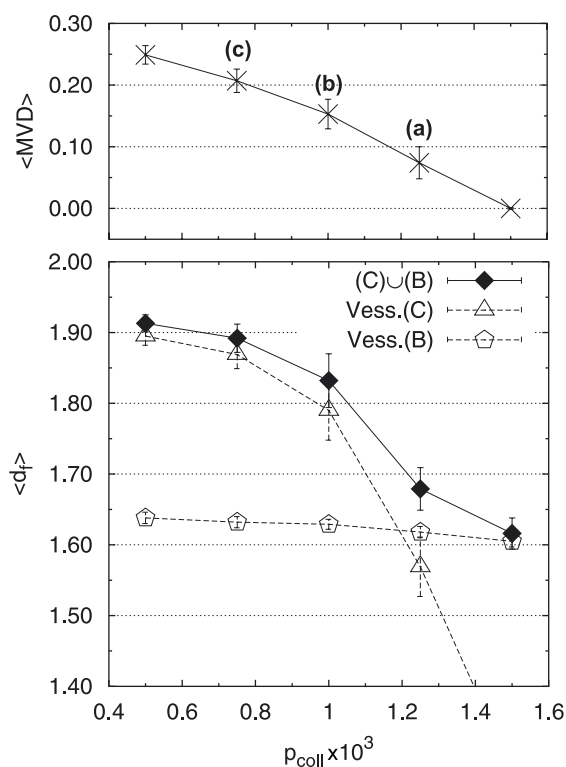 0.30
0.20
0.10
0.00
<MVD>
(c)
(b)
(a)
2.00
1.90
1.80
1.70
1.60
1.50
1.40
<d_f>
(C)∪(B)
Vess.(C)
Vess.(B)
0.4 0.6 0.8 1 1.2 1.4 1.6
p_coll x10^3